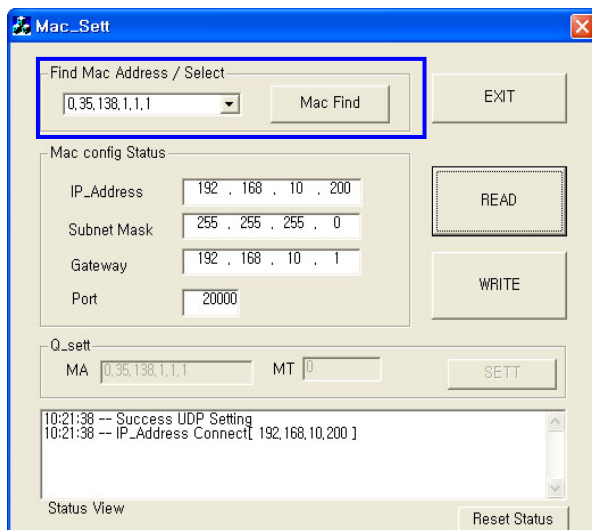 Mac_Sett
Find Mac Address / Select
0,35,138,1,1,1
Mac Find
EXIT
Mac config Status
IP_Address 192 . 168 . 10 . 200
Subnet Mask 255 . 255 . 255 . 0
Gateway 192 . 168 . 10 . 1
Port 20000
READ
WRITE
Q_sett
MA 0,35,138,1,1,1 MT 0 SETT
10:21:38 -- Success UDP Setting
10:21:38 -- IP_Address Connect[ 192,168,10,200 ]
Status View
Reset Status